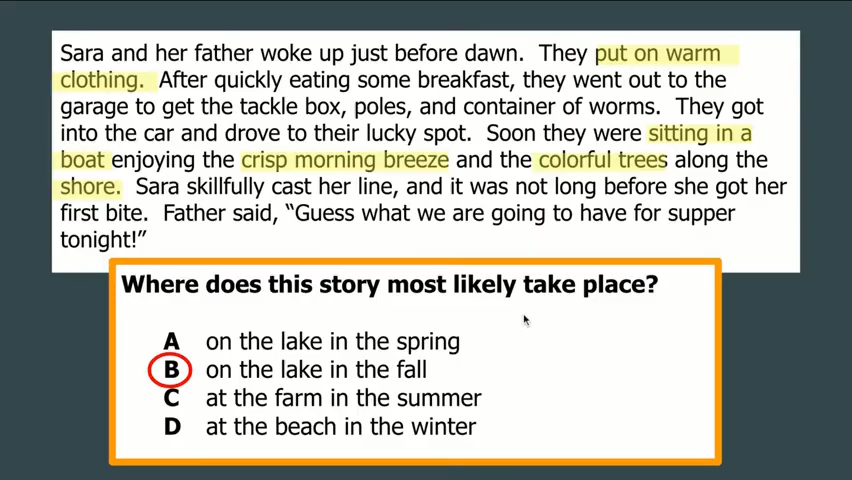 Sara and her father woke up just before dawn.  They put on warm
clothing.  After quickly eating some breakfast, they went out to the
garage to get the tackle box, poles, and container of worms.  They got
into the car and drove to their lucky spot.  Soon they were sitting in a
boat enjoying the crisp morning breeze and the colorful trees along the
shore.  Sara skillfully cast her line, and it was not long before she got her
first bite.  Father said, “Guess what we are going to have for supper
tonight!”
Where does this story most likely take place?
A on the lake in the spring
B on the lake in the fall
C at the farm in the summer
D at the beach in the winter